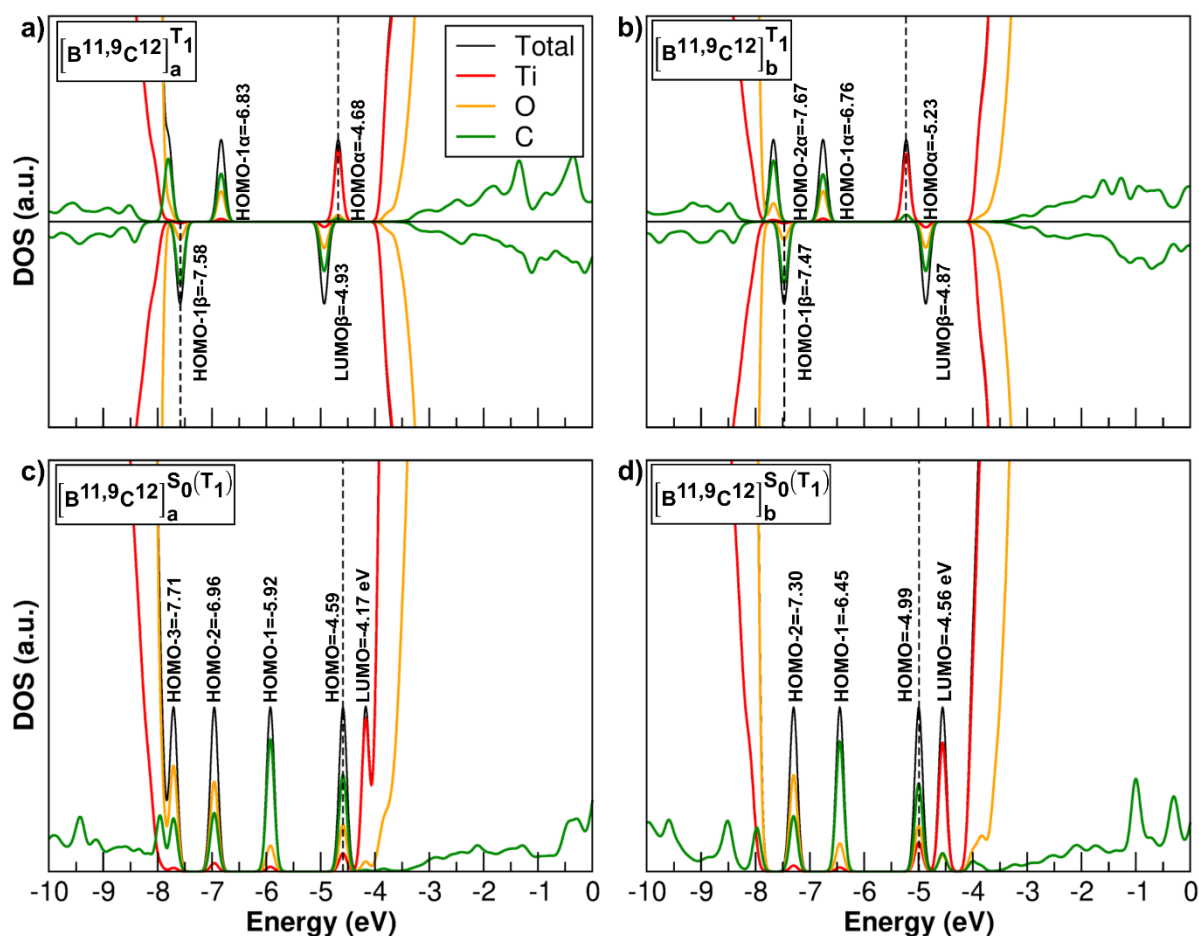 a)
[B¹¹,⁹C¹²]ₐᵀ¹
Total
Ti
O
C
HOMO-1α=-6.83
HOMOα=-4.68
HOMO-1β=-7.58
LUMOβ=-4.93
DOS (a.u.)
b)
[B¹¹,⁹C¹²]bᵀ¹
HOMO-2α=-7.67
HOMO-1α=-6.76
HOMOα=-5.23
HOMO-1β=-7.47
LUMOβ=-4.87
c)
[B¹¹,⁹C¹²]ₐS₀(T₁)
HOMO-3=-7.71
HOMO-2=-6.96
HOMO-1=-5.92
HOMO=-4.59
LUMO=-4.17 eV
DOS (a.u.)
-10 -9 -8 -7 -6 -5 -4 -3 -2 -1 0
Energy (eV)
d)
[B¹¹,⁹C¹²]bS₀(T₁)
HOMO-2=-7.30
HOMO-1=-6.45
HOMO=-4.99
LUMO=-4.56 eV
-10 -9 -8 -7 -6 -5 -4 -3 -2 -1 0
Energy (eV)